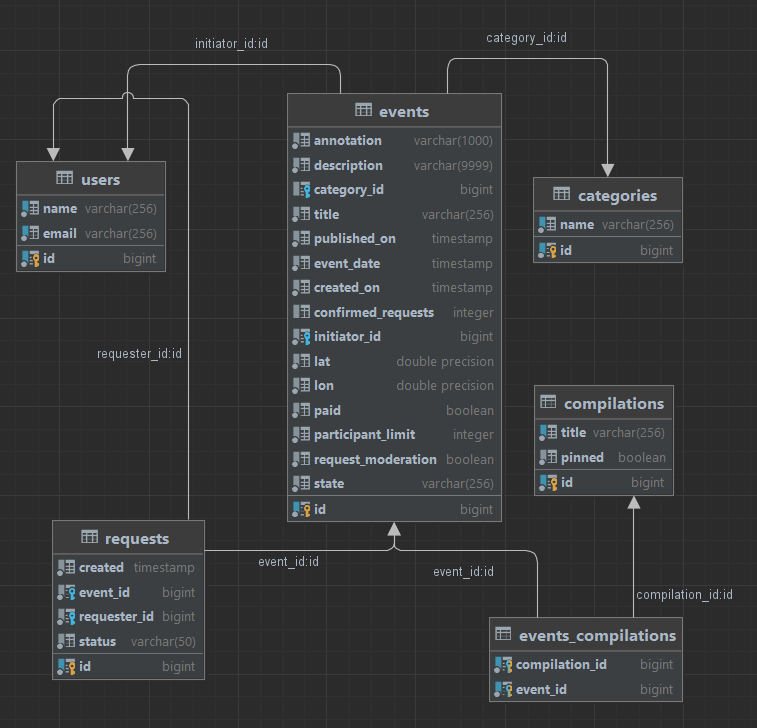 initiator_id:id
category_id:id
events
annotation varchar(1000)
description varchar(9999)
category_id bigint
title varchar(256)
published_on timestamp
event_date timestamp
created_on timestamp
confirmed_requests integer
initiator_id bigint
lat double precision
lon double precision
paid boolean
participant_limit integer
request_moderation boolean
state varchar(256)
id bigint
users
name varchar(256)
email varchar(256)
id bigint
categories
name varchar(256)
id bigint
requester_id:id
compilations
title varchar(256)
pinned boolean
id bigint
requests
created timestamp
event_id bigint
requester_id bigint
status varchar(50)
id bigint
event_id:id
event_id:id
compilation_id:id
events_compilations
compilation_id bigint
event_id bigint